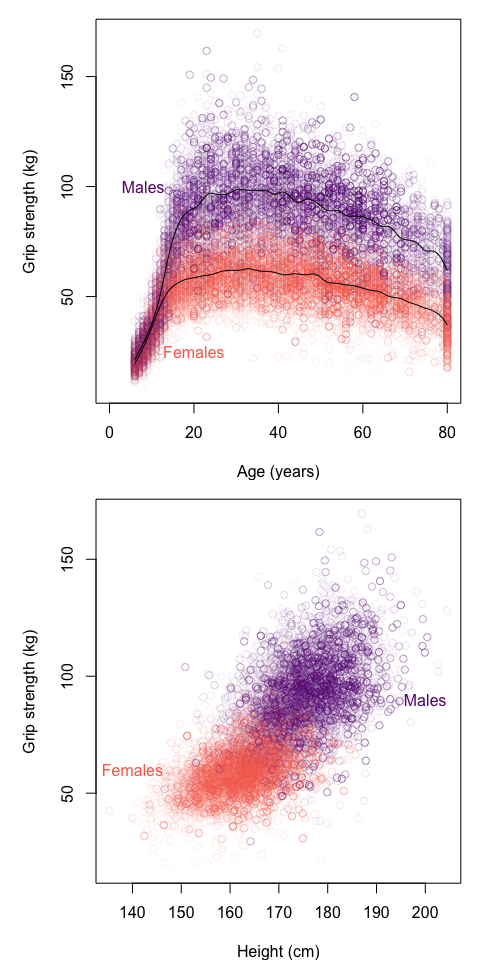 150
Grip strength (kg)
100
50
Males
Females
0 20 40 60 80
Age (years)
150
Grip strength (kg)
100
50
Males
Females
140 150 160 170 180 190 200
Height (cm)